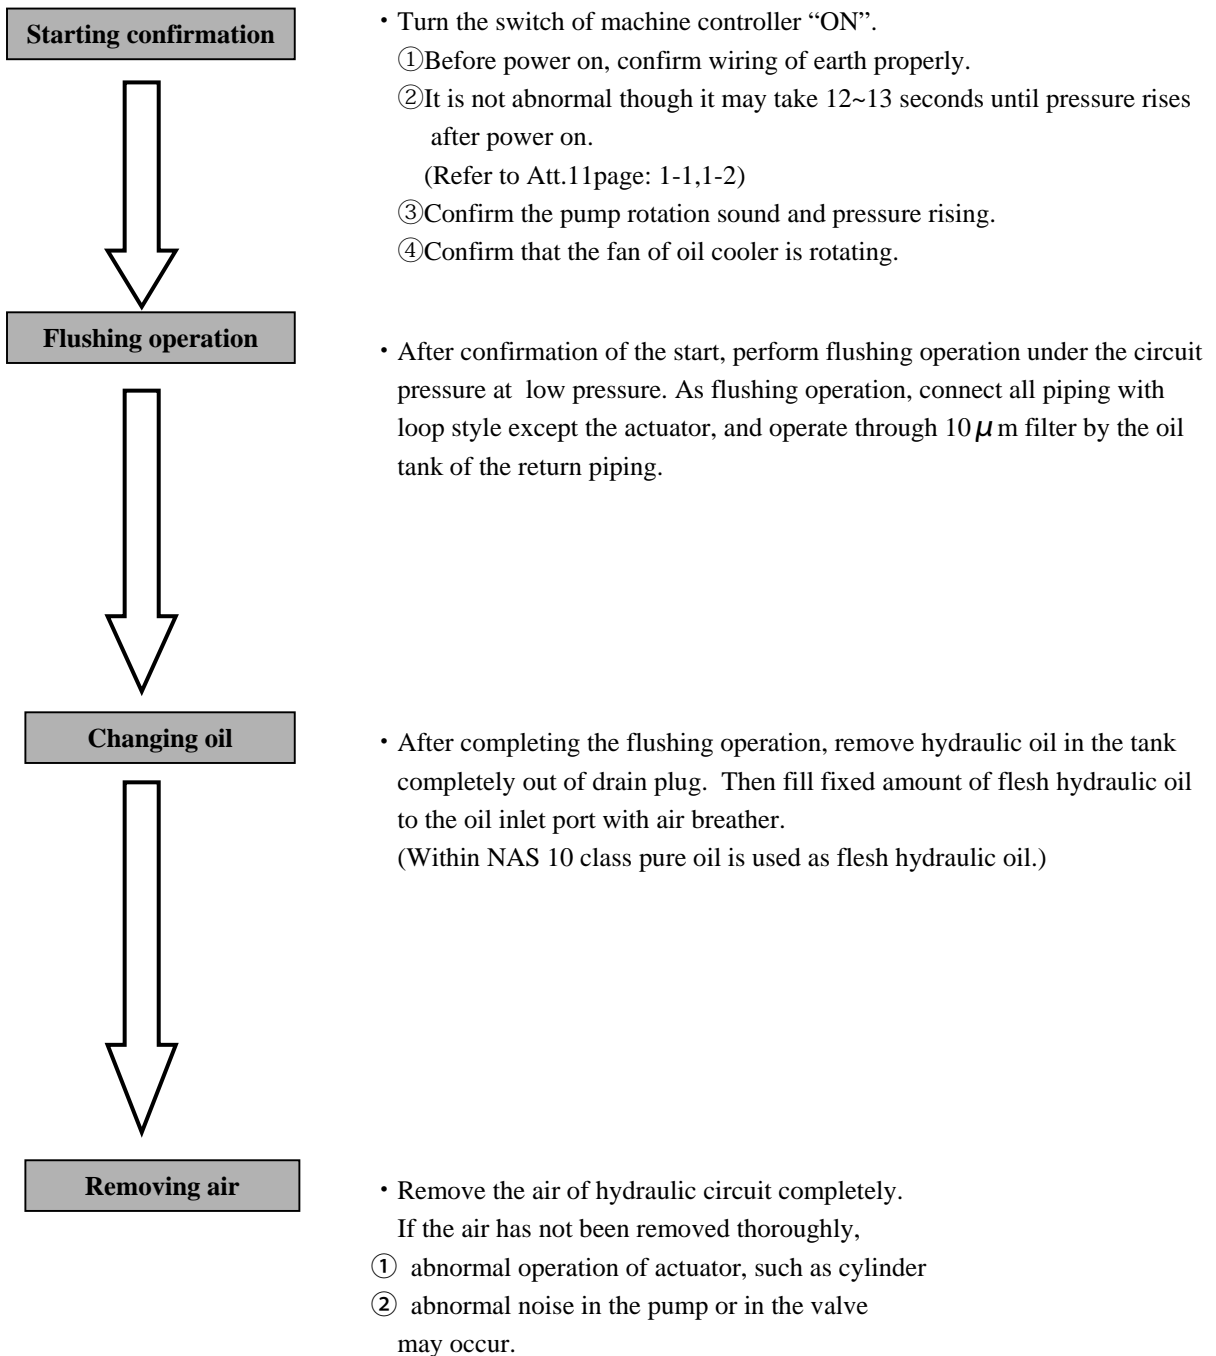 Starting confirmation
・Turn the switch of machine controller “ON”.
①Before power on, confirm wiring of earth properly.
②It is not abnormal though it may take 12~13 seconds until pressure rises
after power on.
(Refer to Att.11page: 1-1,1-2)
③Confirm the pump rotation sound and pressure rising.
④Confirm that the fan of oil cooler is rotating.
Flushing operation
・After confirmation of the start, perform flushing operation under the circuit
pressure at low pressure. As flushing operation, connect all piping with
loop style except the actuator, and operate through 10μm filter by the oil
tank of the return piping.
Changing oil
・After completing the flushing operation, remove hydraulic oil in the tank
completely out of drain plug. Then fill fixed amount of flesh hydraulic oil
to the oil inlet port with air breather.
(Within NAS 10 class pure oil is used as flesh hydraulic oil.)
Removing air
・Remove the air of hydraulic circuit completely.
If the air has not been removed thoroughly,
① abnormal operation of actuator, such as cylinder
② abnormal noise in the pump or in the valve
may occur.